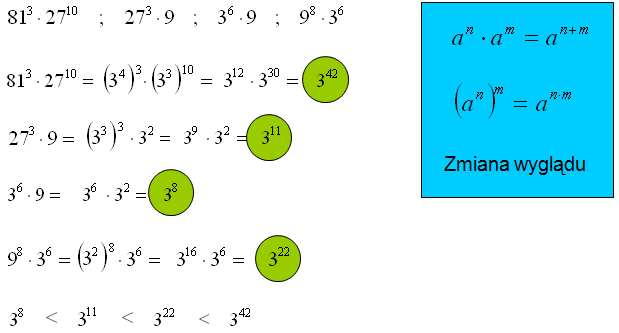 81³ · 27¹⁰ ; 27³ · 9 ; 3⁶ · 9 ; 9⁸ · 3⁶
81³ · 27¹⁰ = (3⁴)³ · (3³)¹⁰ = 3¹² · 3³⁰ = 3⁴²
27³ · 9 = (3³)³ · 3² = 3⁹ · 3² = 3¹¹
3⁶ · 9 = 3⁶ · 3² = 3⁸
9⁸ · 3⁶ = (3²)⁸ · 3⁶ = 3¹⁶ · 3⁶ = 3²²
3⁸ < 3¹¹ < 3²² < 3⁴²
aⁿ · aᵐ = aⁿ⁺ᵐ
(aⁿ)ᵐ = aⁿ·ᵐ
Zmiana wyglądu